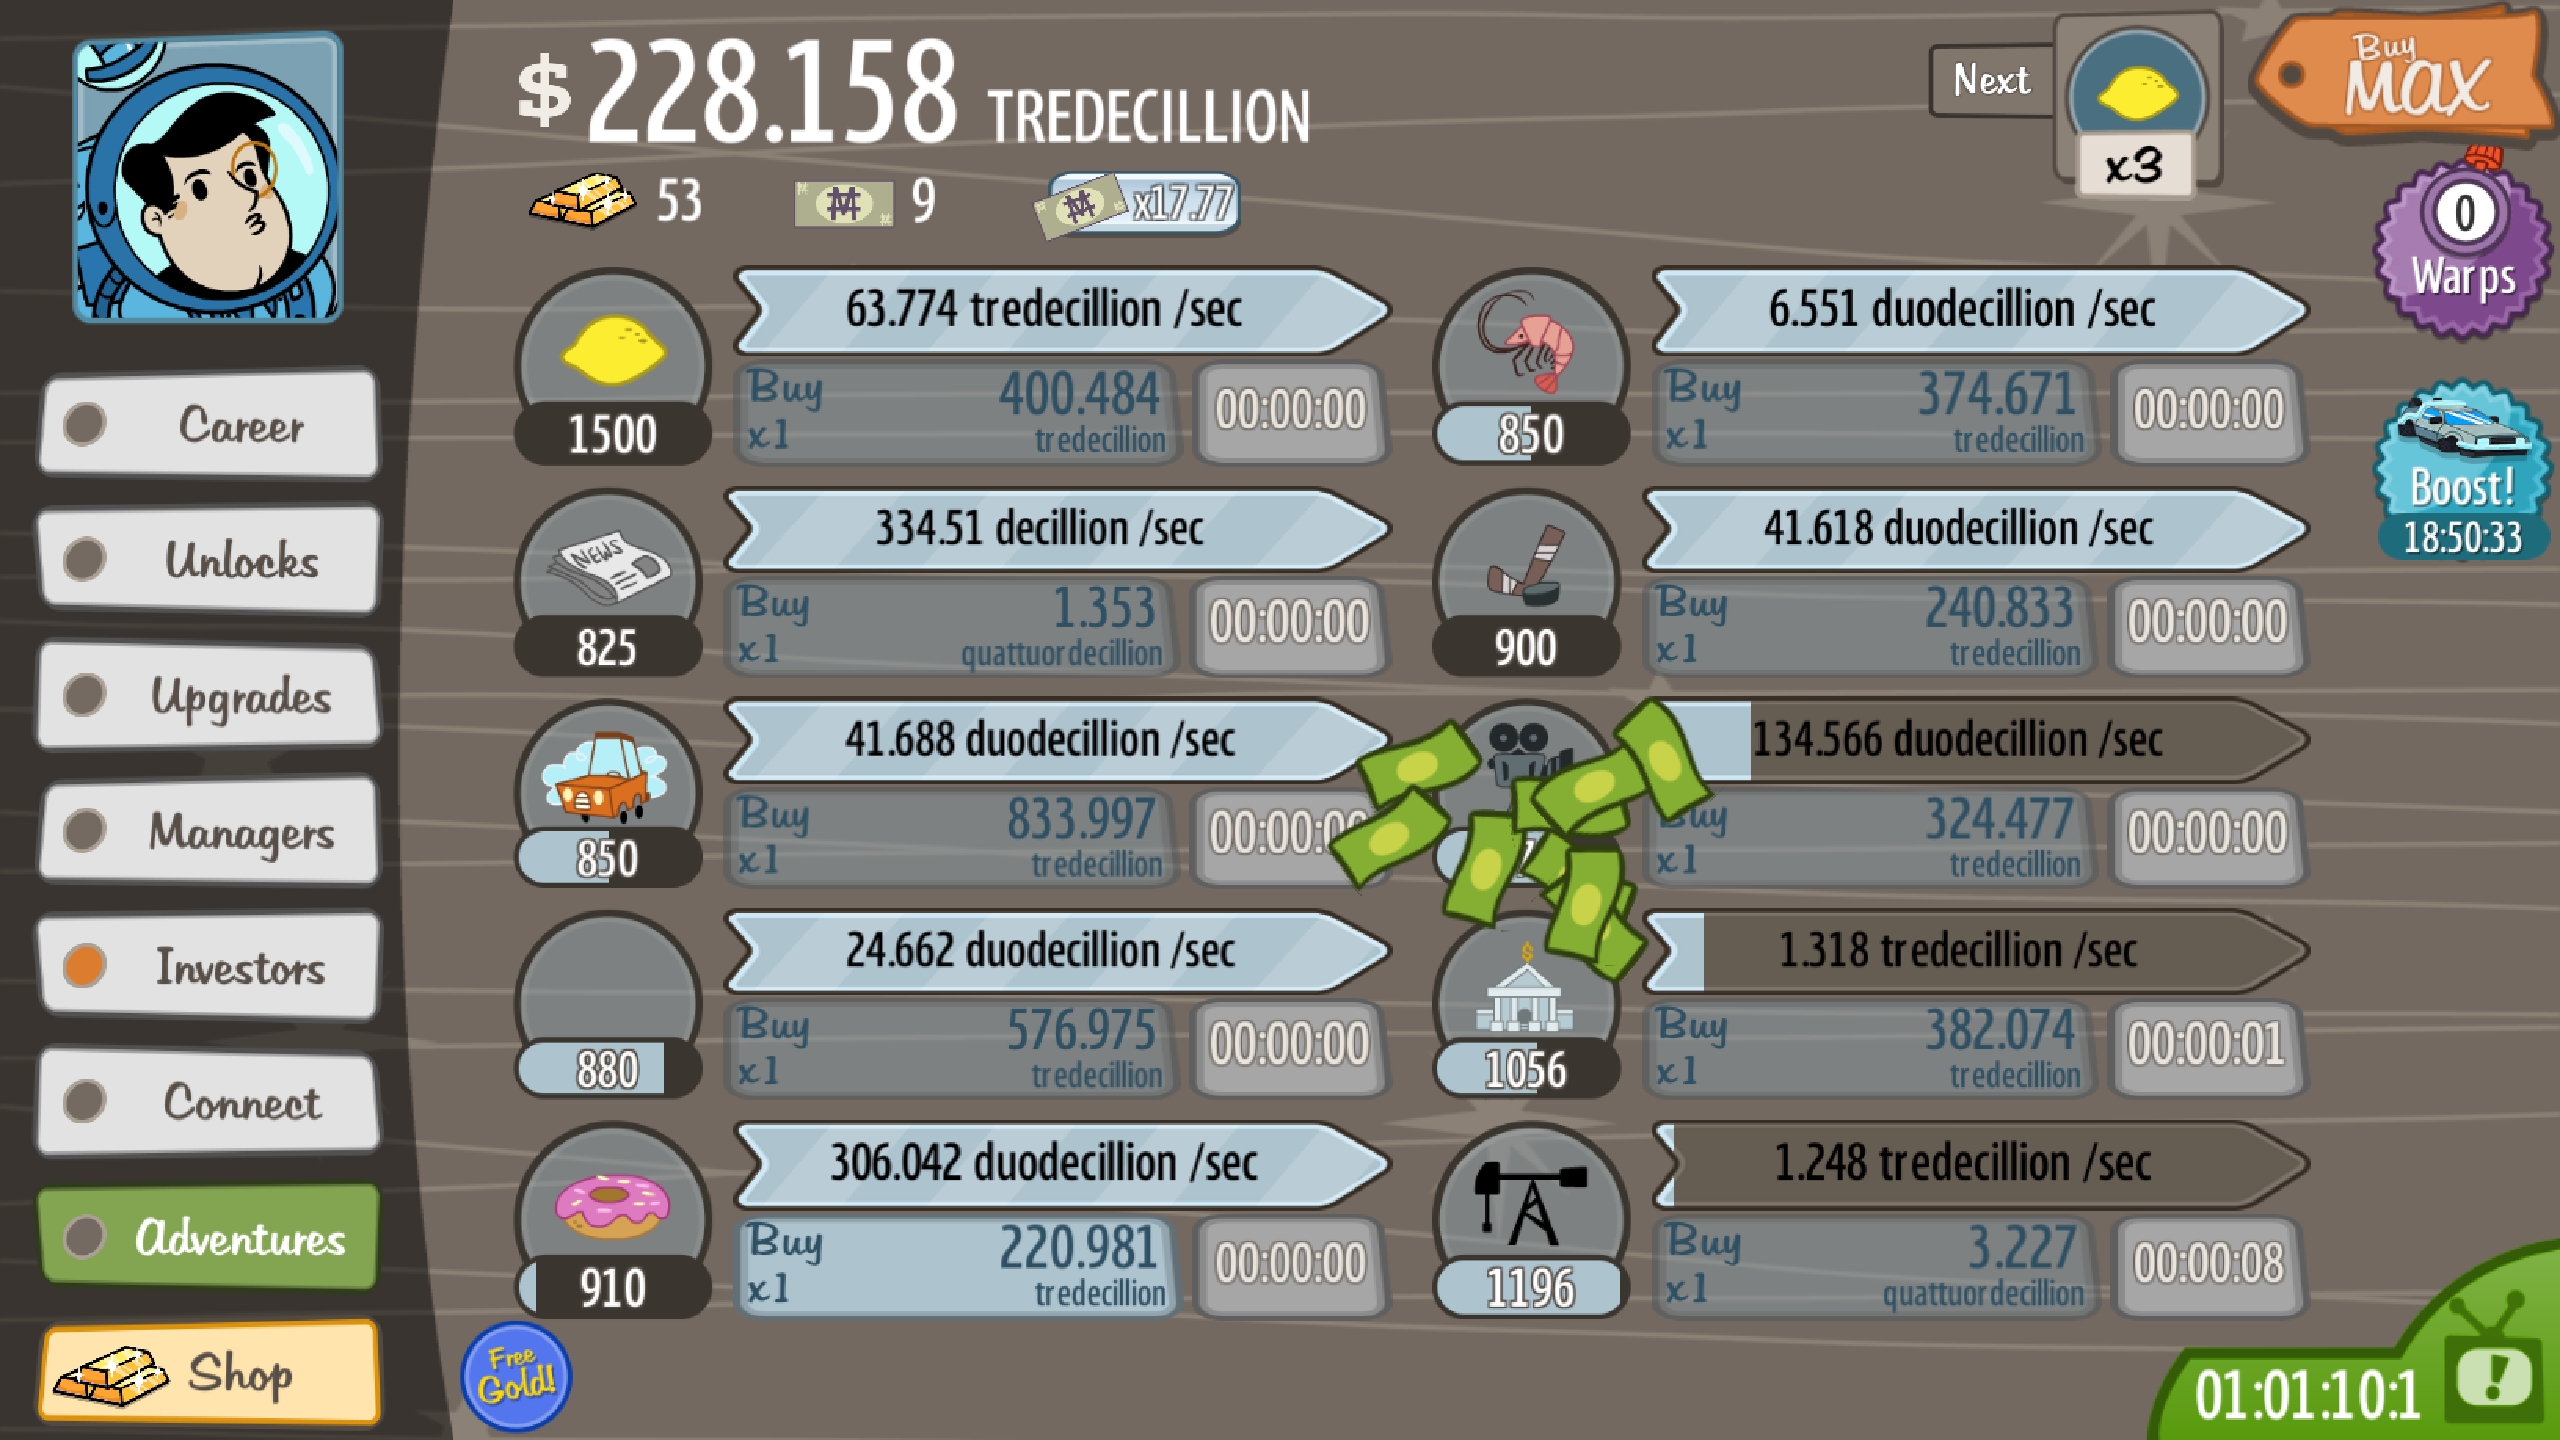 $228.158 TREDECILLION
Next
x3
Buy
MAX
53
9
x17.77
0
Warps
Boost!
18:50:33
Career
Unlocks
Upgrades
Managers
Investors
Connect
Adventures
Shop
63.774 tredecillion /sec
1500
Buy x1
400.484 tredecillion
00:00:00
334.51 decillion /sec
NEWS
825
Buy x1
1.353 quattuordecillion
00:00:00
41.688 duodecillion /sec
850
Buy x1
833.997 tredecillion
24.662 duodecillion /sec
880
Buy x1
576.975 tredecillion
00:00:00
306.042 duodecillion /sec
910
Buy x1
220.981 tredecillion
00:00:00
6.551 duodecillion /sec
850
Buy x1
374.671 tredecillion
00:00:00
41.618 duodecillion /sec
900
Buy x1
240.833 tredecillion
00:00:00
134.566 duodecillion /sec
Buy x1
324.477 tredecillion
00:00:00
1.318 tredecillion /sec
$
1056
Buy x1
382.074 tredecillion
00:00:01
1.248 tredecillion /sec
1196
Buy x1
3.227 quattuordecillion
00:00:08
Free
Gold!
01:01:10:1
!